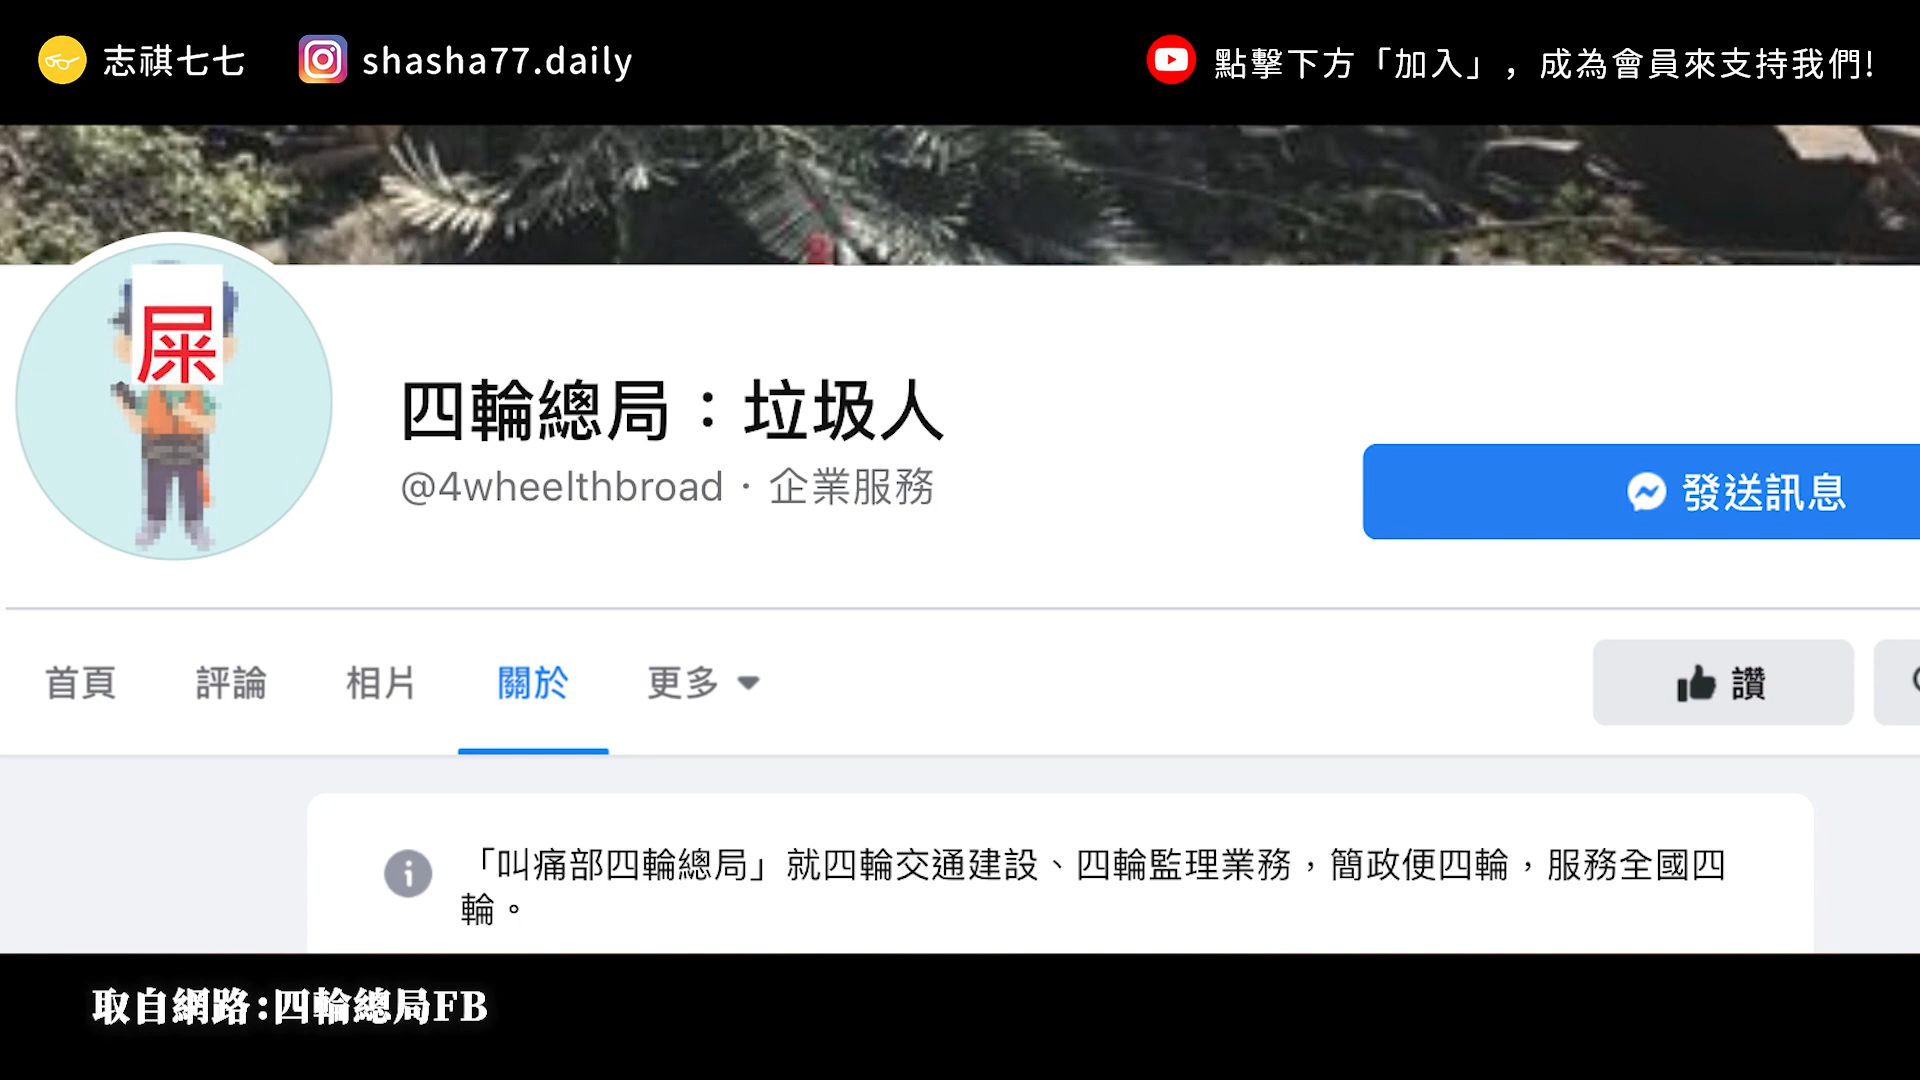 志祺七七
shasha77.daily
點擊下方「加入」，成為會員來支持我們!
屎
四輪總局：垃圾人
@4wheelthbroad · 企業服務
發送訊息
首頁
評論
相片
關於
更多
讚
「叫痛部四輪總局」就四輪交通建設、四輪監理業務，簡政便四輪，服務全國四
輪。
取自網路:四輪總局FB